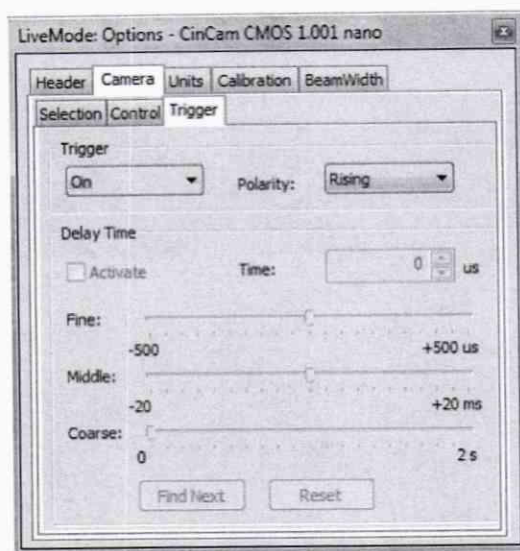 LiveMode: Options - CinCam CMOS 1.001 nano
Header Camera Units Calibration BeamWidth
Selection Control Trigger
Trigger
On Polarity: Rising
Delay Time
Activate Time: 0 us
Fine:
-500 +500 us
Middle:
-20 +20 ms
Coarse:
0 2 s
Find Next Reset